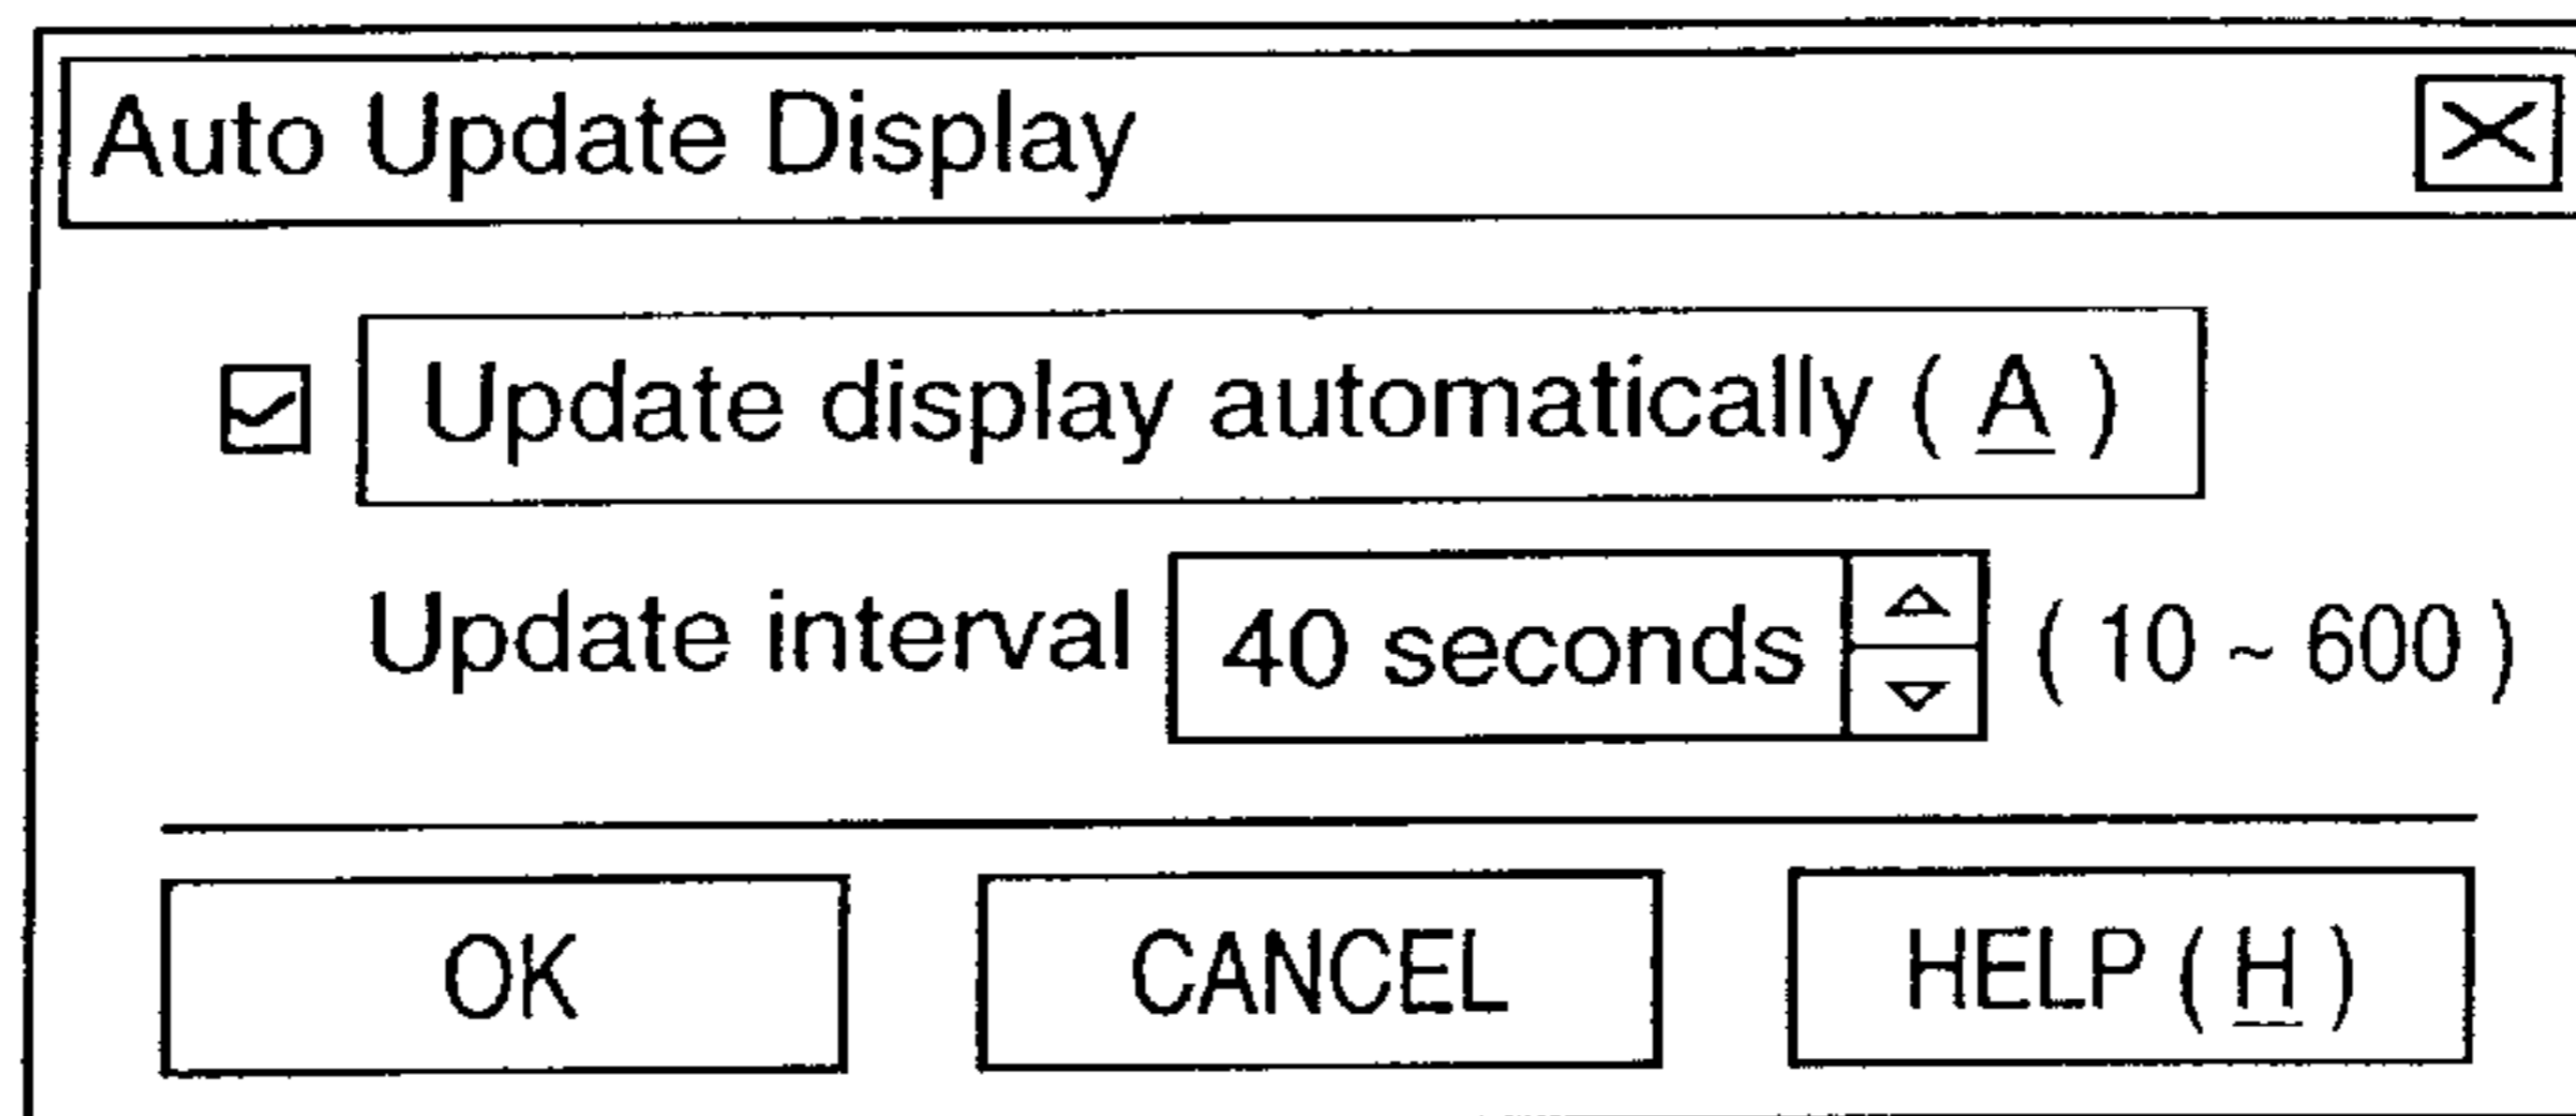 Auto Update Display
Update display automatically ( A )
Update interval 40 seconds ( 10 ~ 600 )
OK CANCEL HELP ( H )